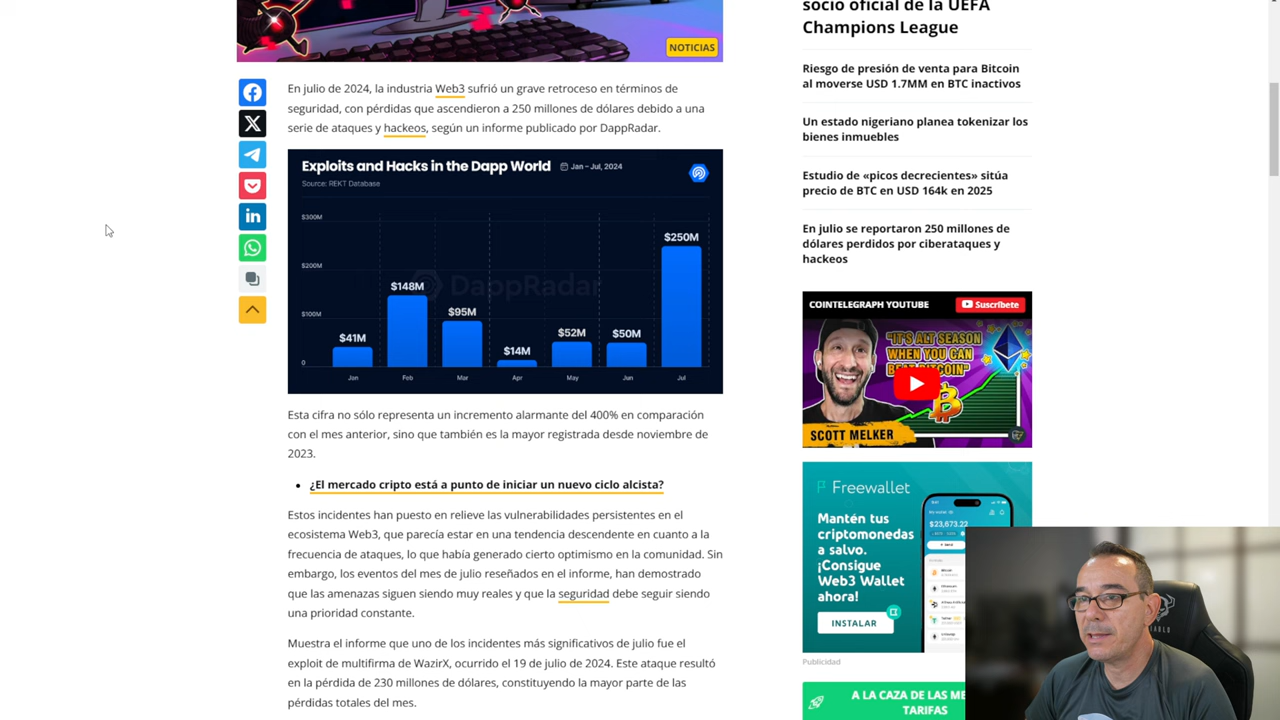 NOTICIAS
En julio de 2024, la industria Web3 sufrió un grave retroceso en términos de
seguridad, con pérdidas que ascendieron a 250 millones de dólares debido a una
serie de ataques y hackeos, según un informe publicado por DappRadar.
Exploits and Hacks in the Dapp World
Jan – Jul, 2024
Source: REKT Database
$300M
$200M
$100M
0
DappRadar
$41M
$148M
$95M
$14M
$52M
$50M
$250M
Jan
Feb
Mar
Apr
May
Jun
Jul
Esta cifra no sólo representa un incremento alarmante del 400% en comparación
con el mes anterior, sino que también es la mayor registrada desde noviembre de
2023.
• ¿El mercado cripto está a punto de iniciar un nuevo ciclo alcista?
Estos incidentes han puesto en relieve las vulnerabilidades persistentes en el
ecosistema Web3, que parecía estar en una tendencia descendente en cuanto a la
frecuencia de ataques, lo que había generado cierto optimismo en la comunidad. Sin
embargo, los eventos del mes de julio reseñados en el informe, han demostrado
que las amenazas siguen siendo muy reales y que la seguridad debe seguir siendo
una prioridad constante.
Muestra el informe que uno de los incidentes más significativos de julio fue el
exploit de multifirma de WazirX, ocurrido el 19 de julio de 2024. Este ataque resultó
en la pérdida de 230 millones de dólares, constituyendo la mayor parte de las
pérdidas totales del mes.
socio oficial de la UEFA
Champions League
Riesgo de presión de venta para Bitcoin
al moverse USD 1.7MM en BTC inactivos
Un estado nigeriano planea tokenizar los
bienes inmuebles
Estudio de «picos decrecientes» sitúa
precio de BTC en USD 164k en 2025
En julio se reportaron 250 millones de
dólares perdidos por ciberataques y
hackeos
COINTELEGRAPH YOUTUBE
Suscríbete
"IT'S ALT SEASON
WHEN YOU CAN
BEAT BITCOIN"
SCOTT MELKER
Freewallet
Mantén tus
criptomonedas
a salvo.
¡Consigue
Web3 Wallet
ahora!
INSTALAR
$23,673.22
Publicidad
A LA CAZA DE LAS ME
TARIFAS